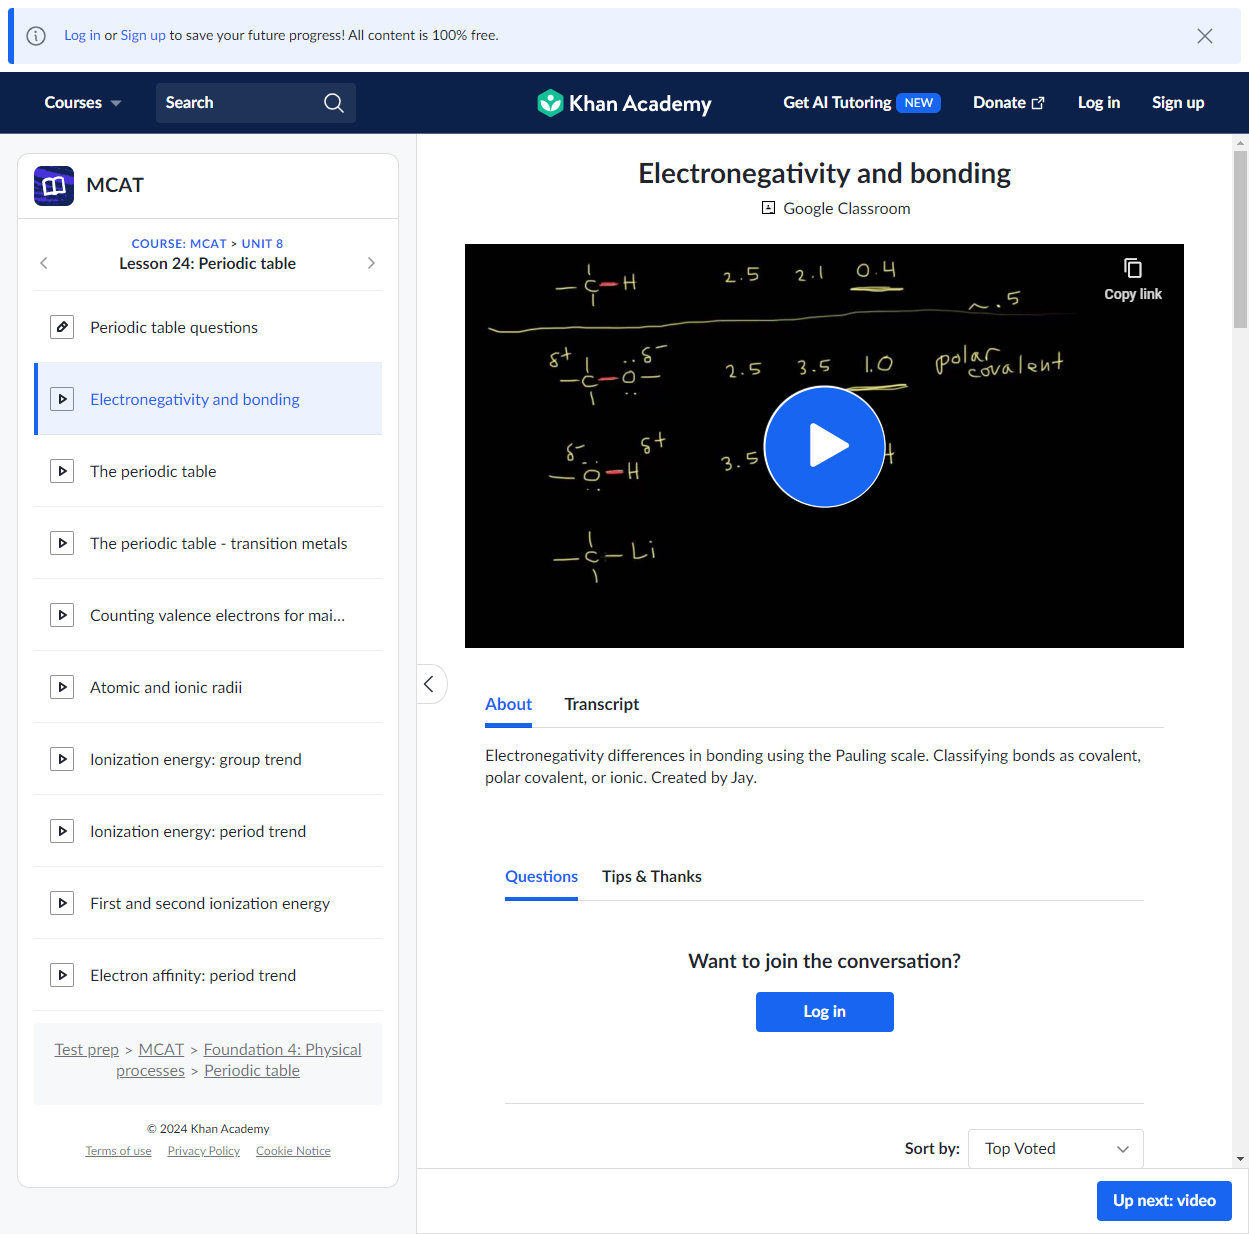 Log in or Sign up to save your future progress! All content is 100% free.
Courses
Search
Khan Academy
Get AI Tutoring NEW
Donate
Log in
Sign up
MCAT
COURSE: MCAT > UNIT 8
Lesson 24: Periodic table
Periodic table questions
Electronegativity and bonding
The periodic table
The periodic table - transition metals
Counting valence electrons for mai...
Atomic and ionic radii
Ionization energy: group trend
Ionization energy: period trend
First and second ionization energy
Electron affinity: period trend
Test prep > MCAT > Foundation 4: Physical
processes > Periodic table
© 2024 Khan Academy
Terms of use Privacy Policy Cookie Notice
Electronegativity and bonding
Google Classroom
Copy link
C H 2.5 2.1 0.4
~.5
δ+ δ-
C O 2.5 3.5 1.0 polar
covalent
δ- δ+
O H 3.5
C Li
About Transcript
Electronegativity differences in bonding using the Pauling scale. Classifying bonds as covalent,
polar covalent, or ionic. Created by Jay.
Questions Tips & Thanks
Want to join the conversation?
Log in
Sort by: Top Voted
Up next: video